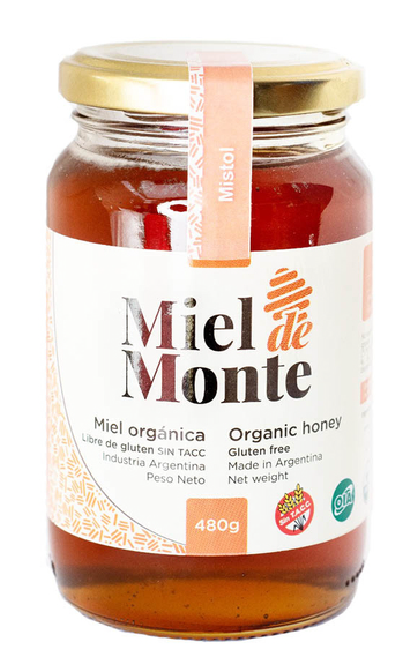 Mistol
Miel de
Monte
Miel orgánica
Libre de gluten SIN TACC
Industria Argentina
Peso Neto
Organic honey
Gluten free
Made in Argentina
Net weight
480g
Sin T.A.C.C.